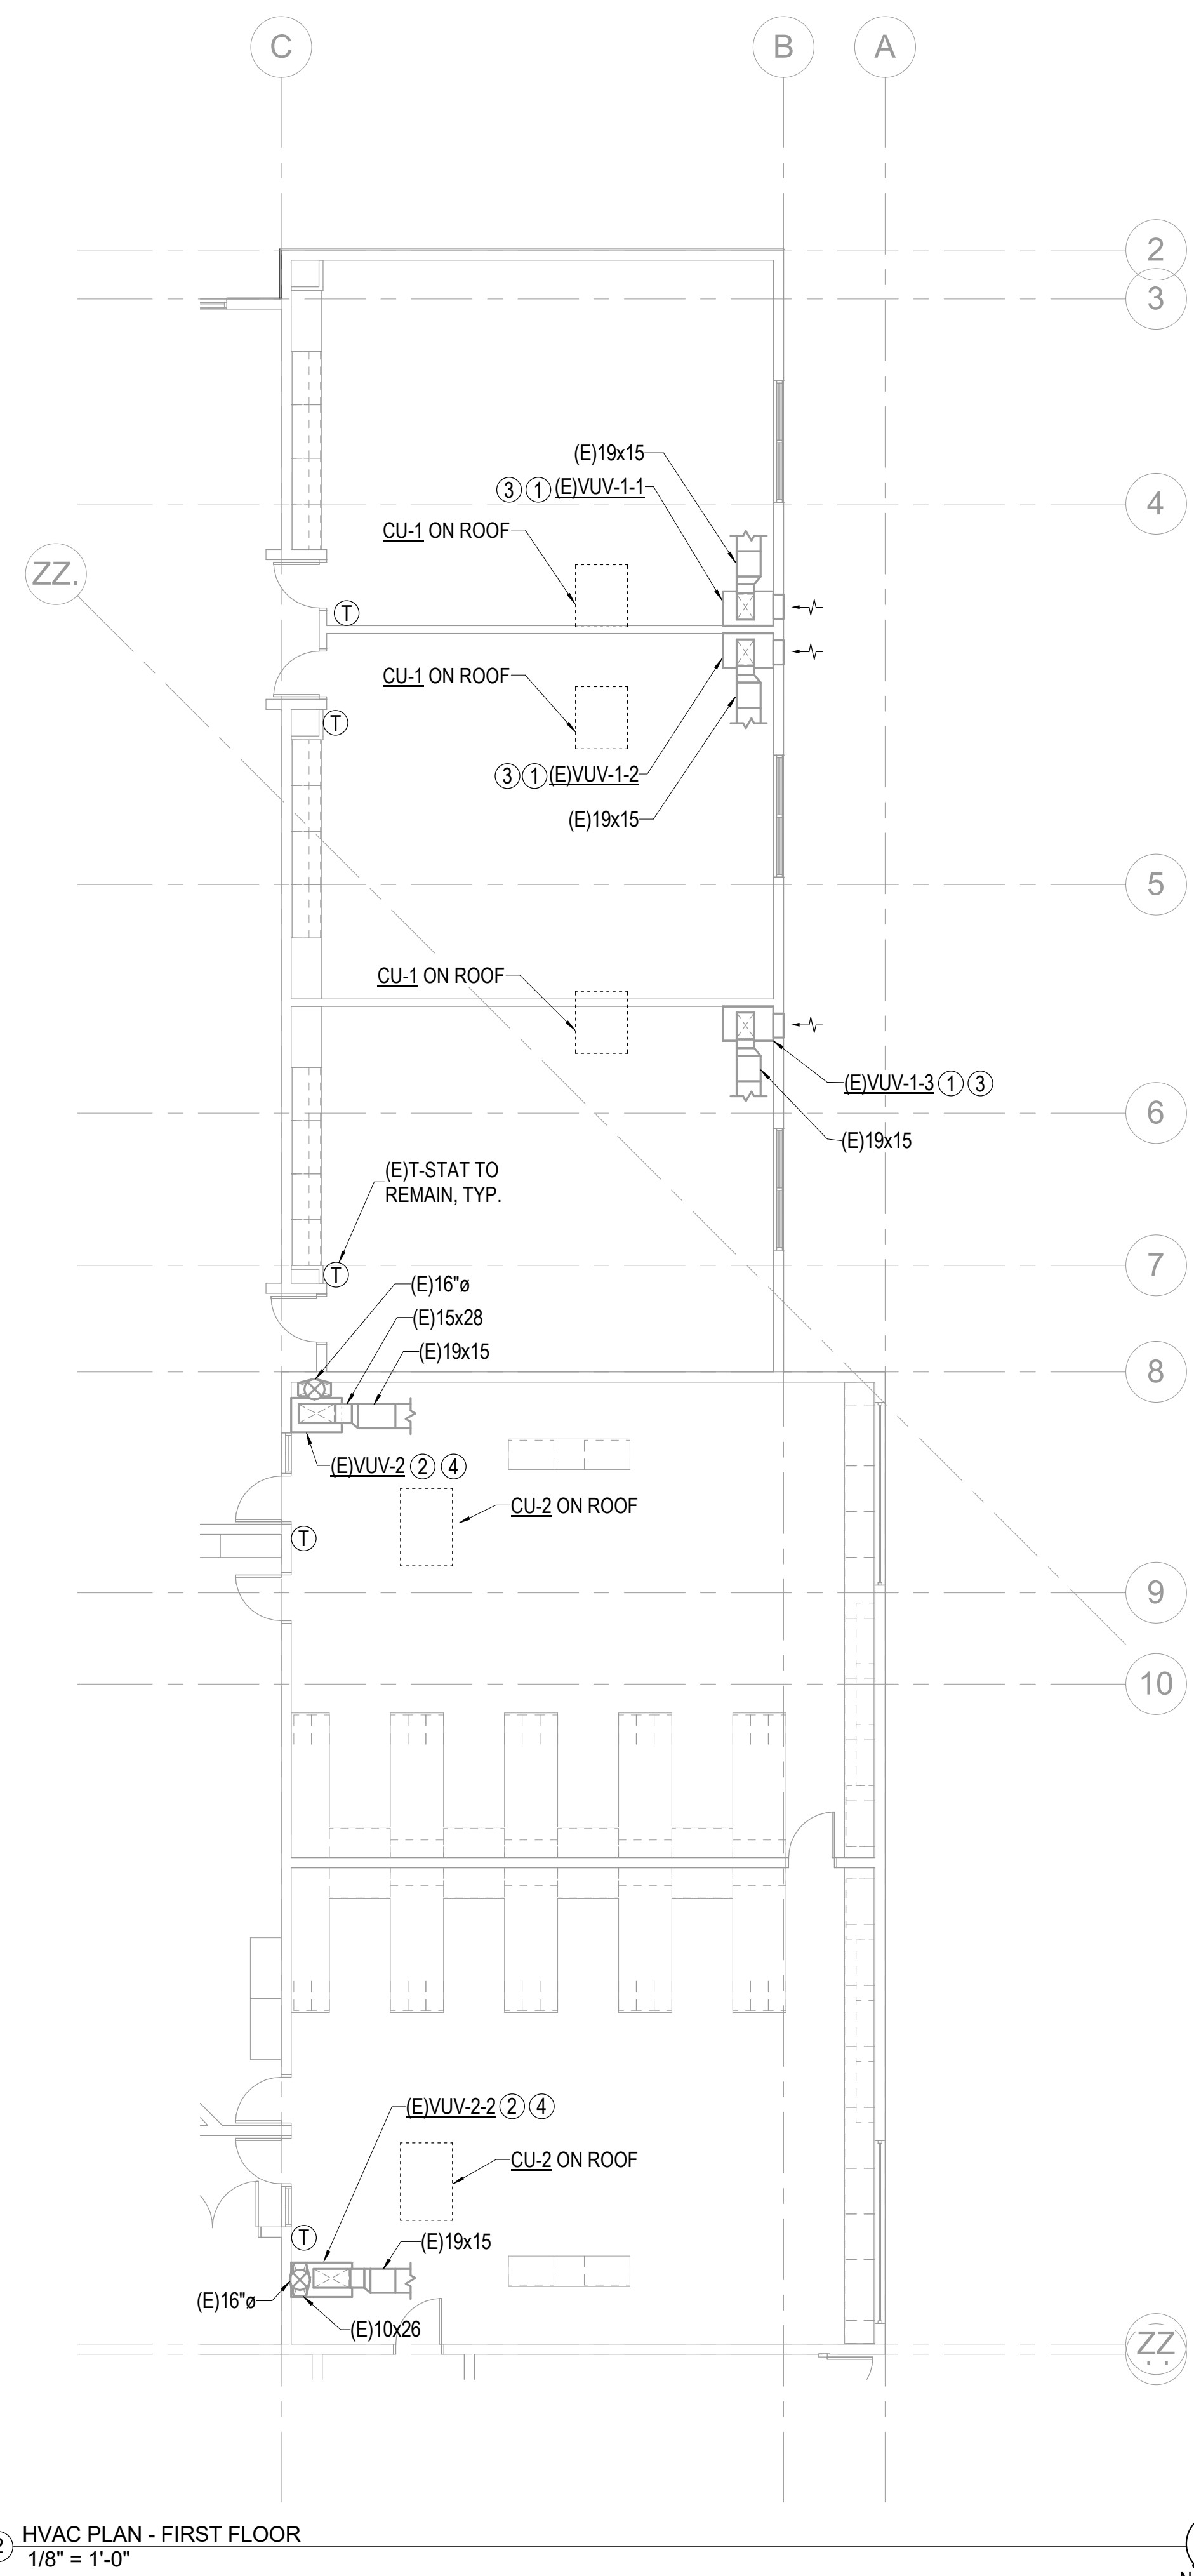 C
B
A
2
3
(E)19x15
3 1 (E)VUV-1-1
4
CU-1 ON ROOF
ZZ.
T
CU-1 ON ROOF
T
3 1 (E)VUV-1-2
(E)19x15
5
CU-1 ON ROOF
(E)VUV-1-3 1 3
6
(E)19x15
(E)T-STAT TO
REMAIN, TYP.
7
T
(E)16"ø
(E)15x28
(E)19x15
8
(E)VUV-2 2 4
CU-2 ON ROOF
T
9
10
(E)VUV-2-2 2 4
CU-2 ON ROOF
T
(E)19x15
(E)16"ø
(E)10x26
ZZ
HVAC PLAN - FIRST FLOOR
1/8" = 1'-0"